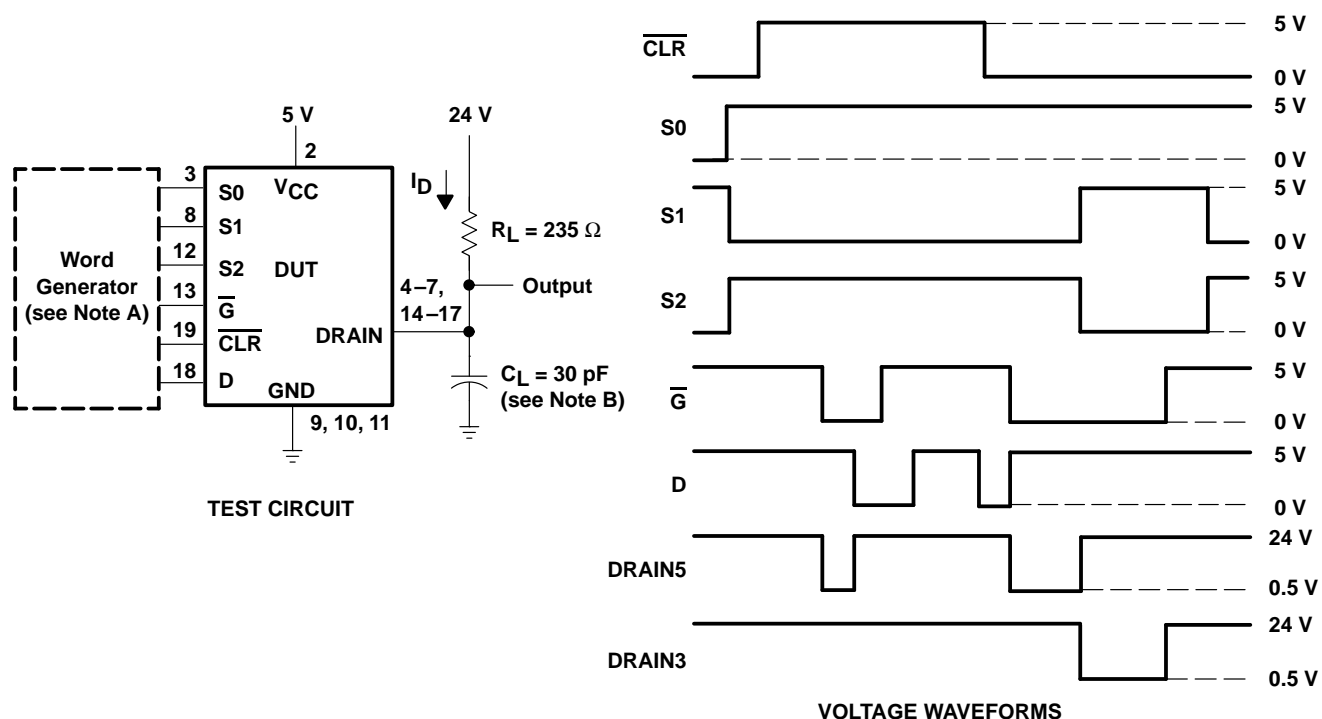 5 V
24 V
2
3
S0
VCC
ID
8
S1
RL = 235 Ω
12
S2
DUT
Word
Generator
(see Note A)
13
G
4–7,
14–17
Output
19
CLR
DRAIN
18
D
GND
CL = 30 pF
(see Note B)
9, 10, 11
TEST CIRCUIT
CLR
5 V
0 V
S0
5 V
0 V
S1
5 V
0 V
S2
5 V
0 V
G
5 V
0 V
D
5 V
0 V
DRAIN5
24 V
0.5 V
DRAIN3
24 V
0.5 V
VOLTAGE WAVEFORMS